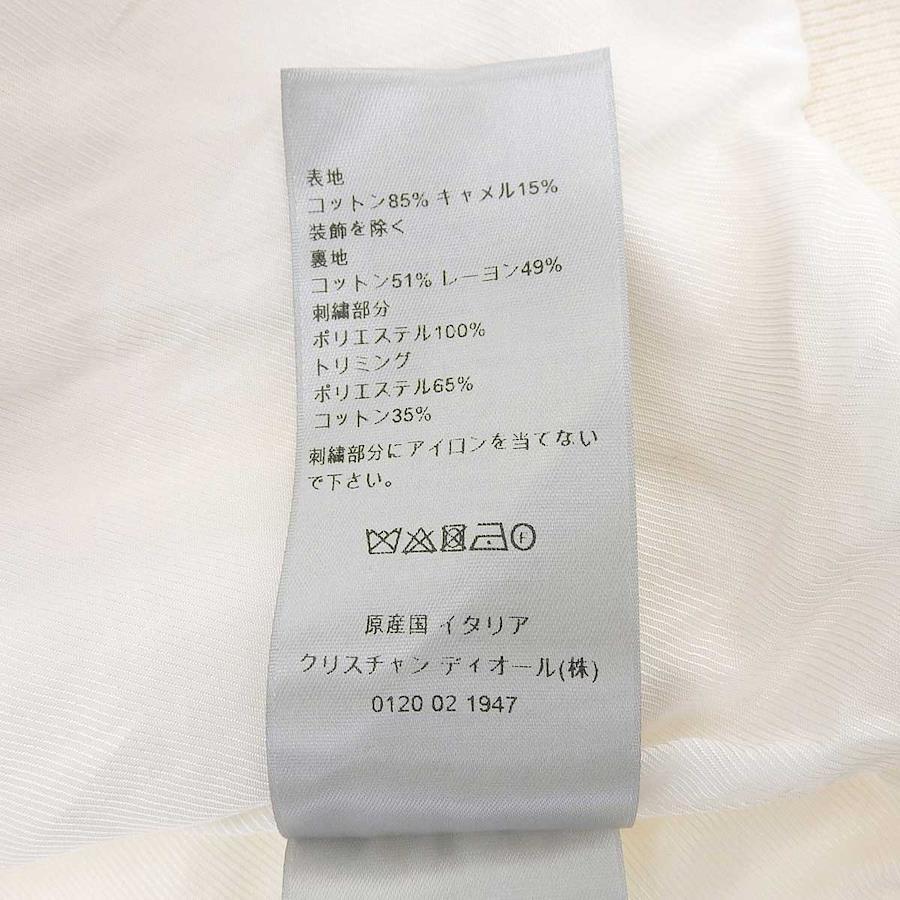 表地
コットン85% キャメル15%
装飾を除く
裏地
コットン51% レーヨン49%
刺繍部分
ポリエステル100%
トリミング
ポリエステル65%
コットン35%
刺繍部分にアイロンを当てない
で下さい。
F
原産国 イタリア
クリスチャン ディオール(株)
0120 02 1947